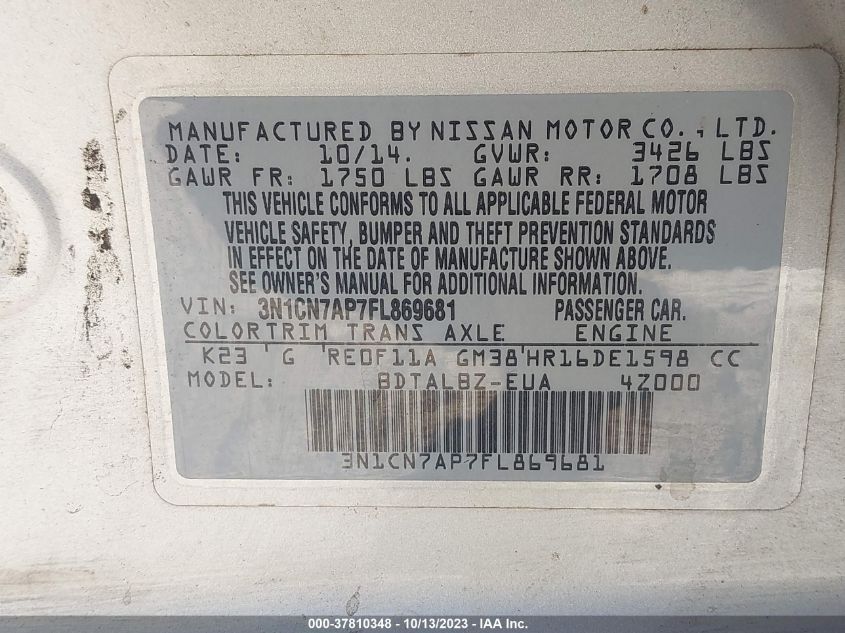 MANUFACTURED BY NISSAN MOTOR CO., LTD.
DATE: 10/14. GVWR: 3426 LBS
GAWR FR: 1750 LBS GAWR RR: 1708 LBS
THIS VEHICLE CONFORMS TO ALL APPLICABLE FEDERAL MOTOR
VEHICLE SAFETY, BUMPER AND THEFT PREVENTION STANDARDS
IN EFFECT ON THE DATE OF MANUFACTURE SHOWN ABOVE.
SEE OWNER'S MANUAL FOR ADDITIONAL INFORMATION.
VIN: 3N1CN7AP7FL869681 PASSENGER CAR.
COLOR TRIM TRANS AXLE ENGINE
K23 G RE0F11A GM38 HR16DE1598 CC
MODEL: BDTALBZ-EUA 4Z000
3N1CN7AP7FL869681
000-37810348 - 10/13/2023 - IAA Inc.